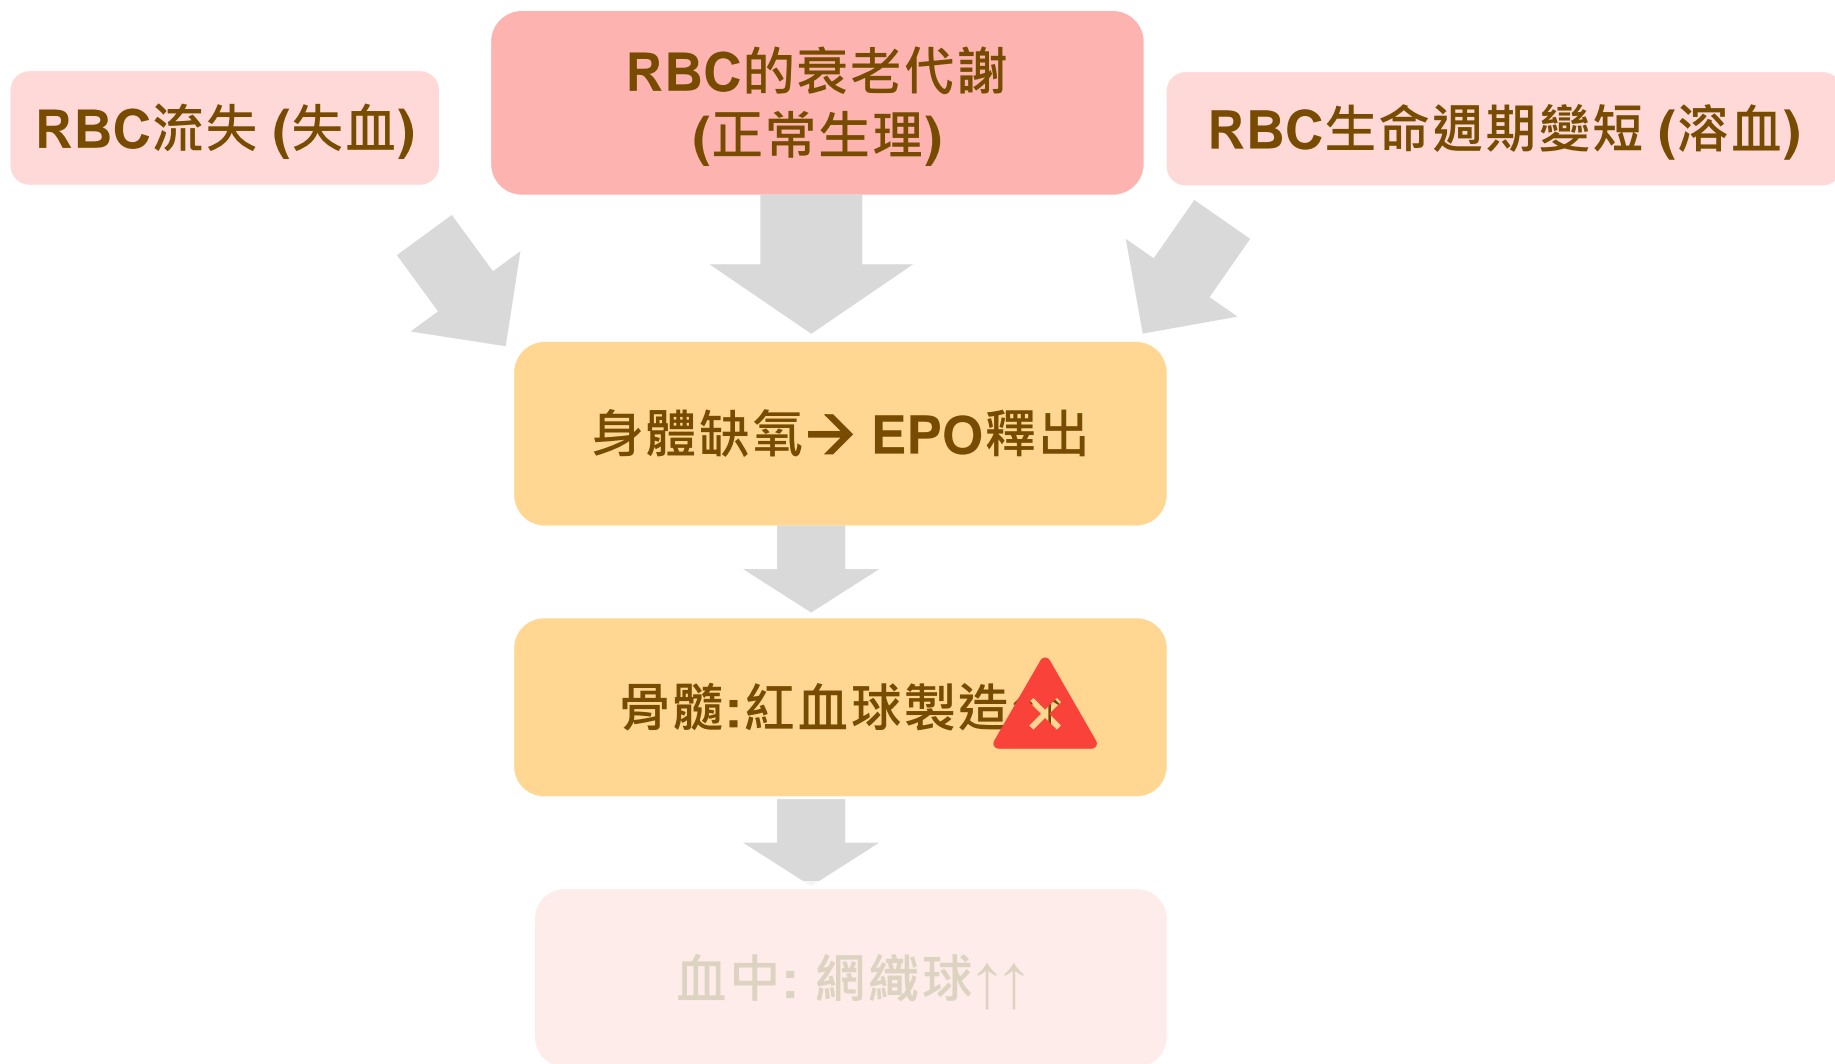 RBC流失 (失血)
RBC的衰老代謝
(正常生理)
RBC生命週期變短 (溶血)
身體缺氧→ EPO釋出
骨髓:紅血球製造
血中: 網織球↑↑